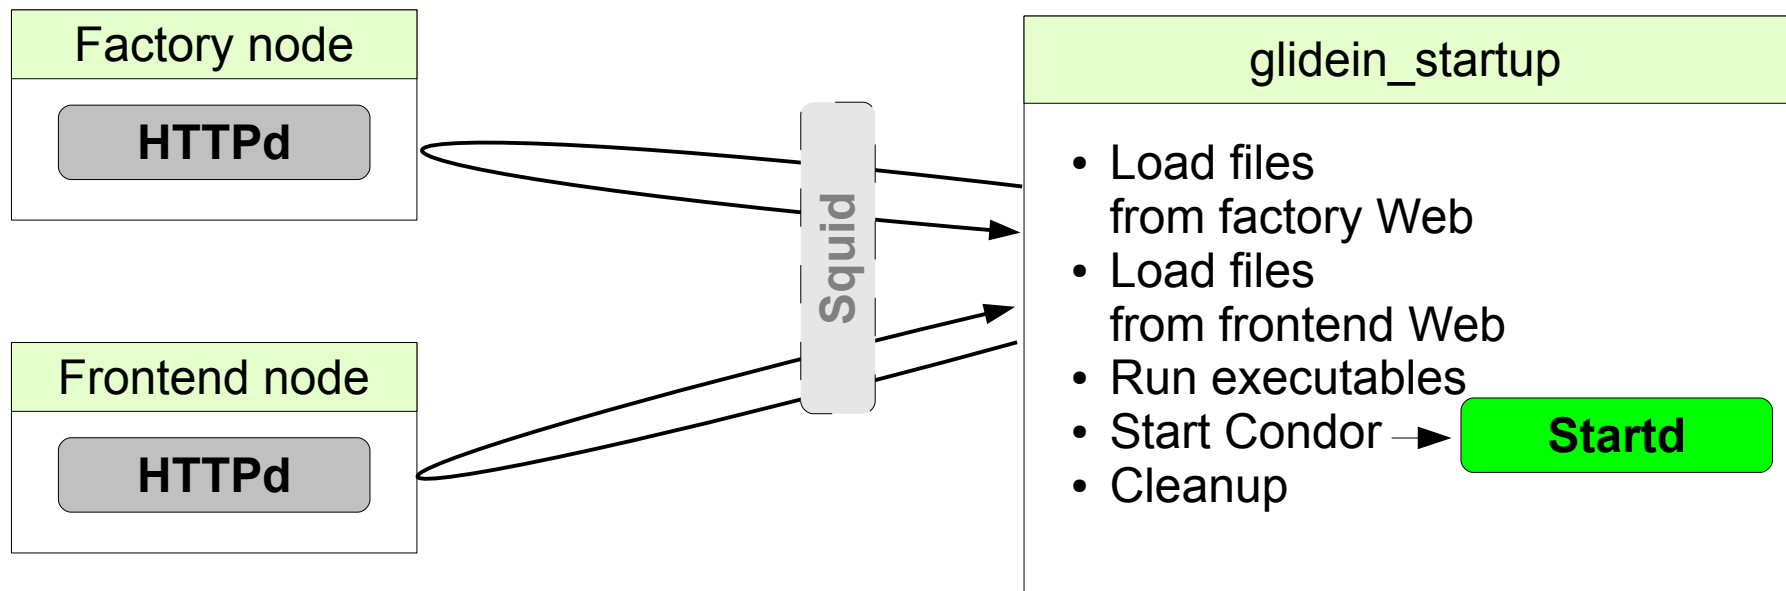 Factory node
HTTPd
Frontend node
HTTPd
Squid
glidein_startup
• Load files
from factory Web
• Load files
from frontend Web
• Run executables
• Start Condor
Startd
• Cleanup